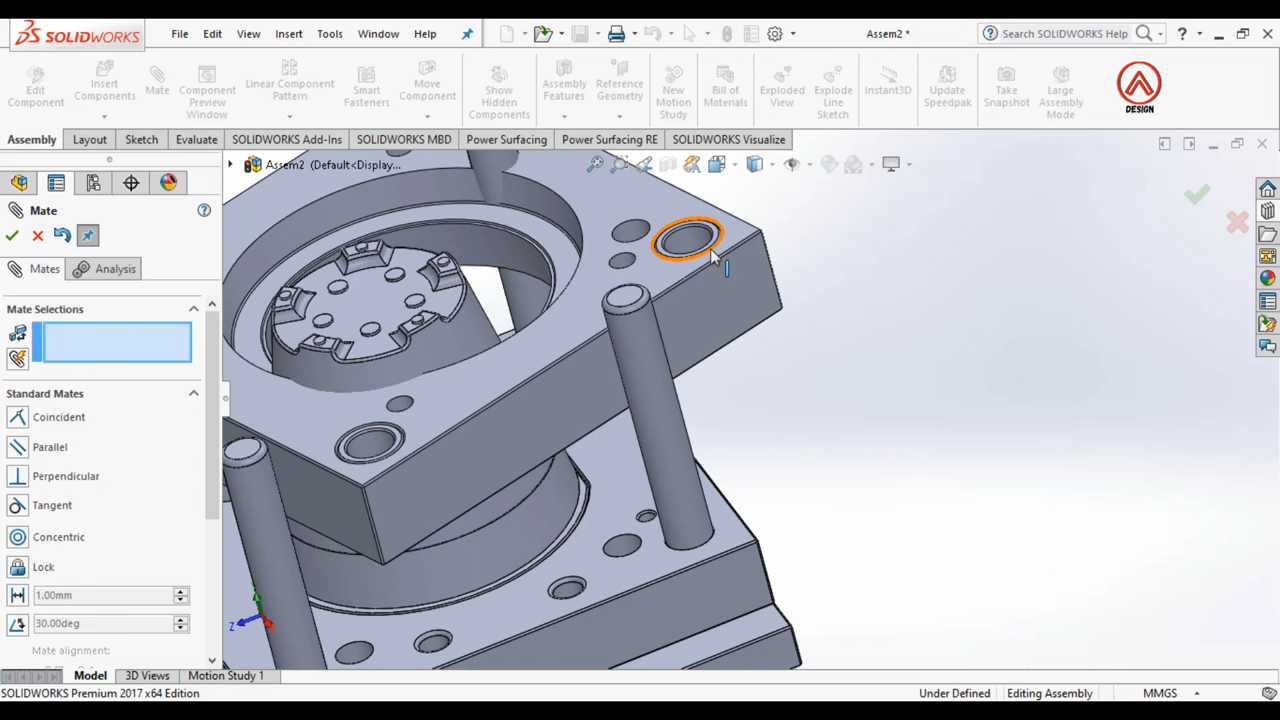 SOLIDWORKS File Edit View Insert Tools Window Help Assem2 * Search SOLIDWORKS Help ?
Edit Component
Insert Components
Mate
Component Preview Window
Linear Component Pattern
Smart Fasteners
Move Component
Show Hidden Components
Assembly Features
Reference Geometry
New Motion Study
Bill of Materials
Exploded View
Explode Line Sketch
Instant3D
Update Speedpak
Take Snapshot
Large Assembly Mode
DESIGN
Assembly Layout Sketch Evaluate SOLIDWORKS Add-Ins SOLIDWORKS MBD Power Surfacing Power Surfacing RE SOLIDWORKS Visualize
Assem2 (Default<Display...
Mate
Mates Analysis
Mate Selections
Standard Mates
Coincident
Parallel
Perpendicular
Tangent
Concentric
Lock
1.00mm
30.00deg
Mate alignment:
Z
Model 3D Views Motion Study 1
SOLIDWORKS Premium 2017 x64 Edition Under Defined Editing Assembly MMGS